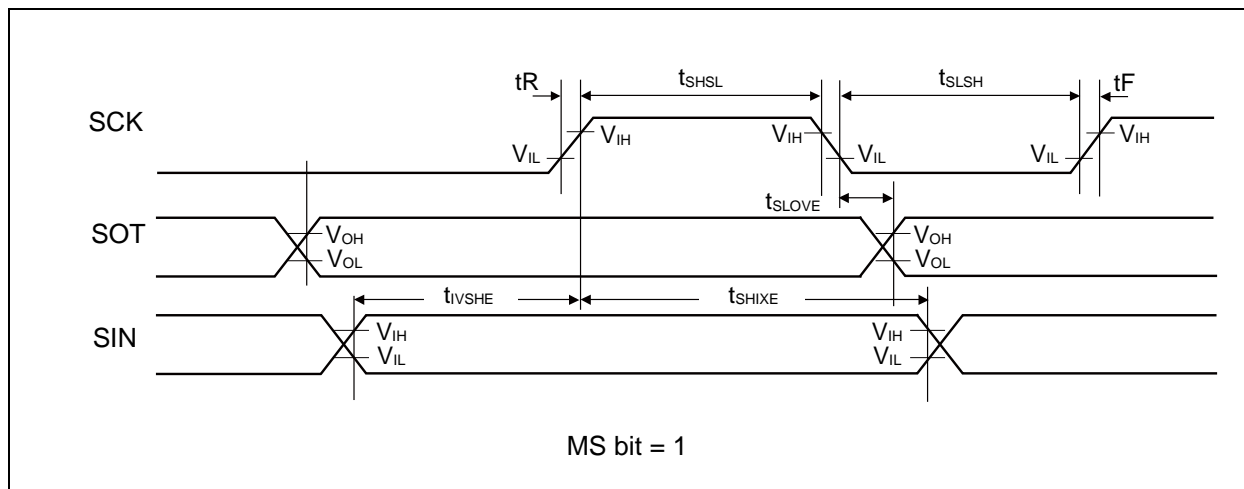 tR tSHSL tSLSH tF
SCK VIH VIH VIH
VIL VIL VIL
tSLOVE
SOT VOH VOH
VOL VOL
tIVSHE tSHIXE
SIN VIH VIH
VIL VIL
MS bit = 1